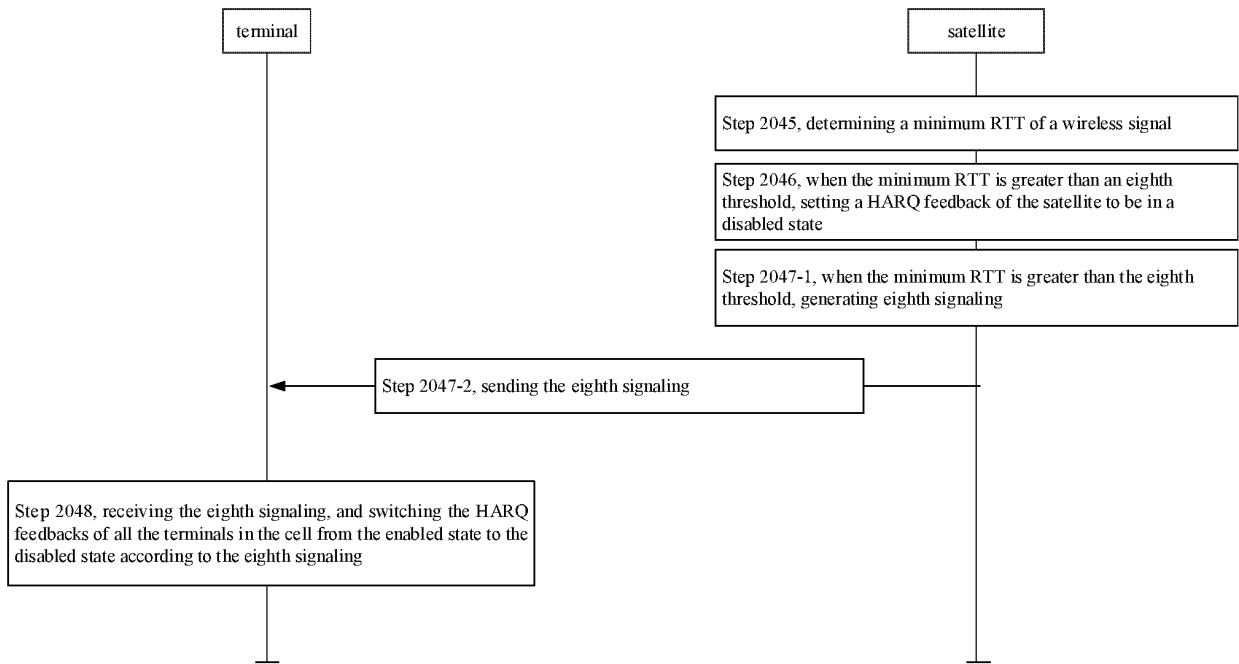 terminal
satellite
Step 2045, determining a minimum RTT of a wireless signal
Step 2046, when the minimum RTT is greater than an eighth
threshold, setting a HARQ feedback of the satellite to be in a
disabled state
Step 2047-1, when the minimum RTT is greater than the eighth
threshold, generating eighth signaling
Step 2047-2, sending the eighth signaling
Step 2048, receiving the eighth signaling, and switching the HARQ
feedbacks of all the terminals in the cell from the enabled state to the
disabled state according to the eighth signaling